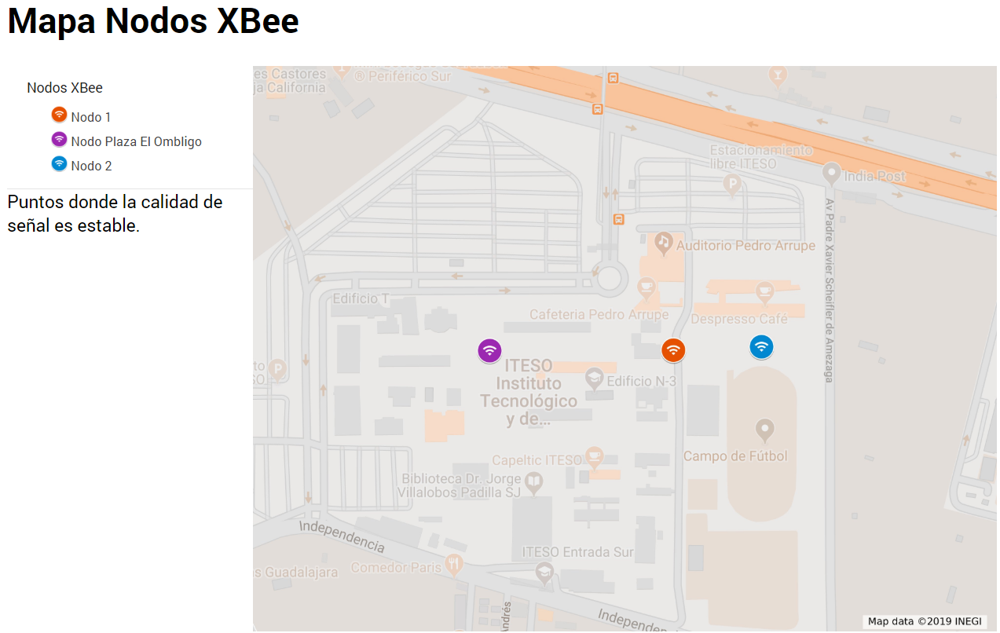 Mapa Nodos XBee
Nodos XBee
Nodo 1
Nodo Plaza El Ombligo
Nodo 2
Puntos donde la calidad de
señal es estable.
es Castores
ja California
® Periférico Sur
Estacionamiento
libre ITESO
India Post
Av Padre Xavier Scheifler de Amezaga
Auditorio Pedro Arrupe
Edificio T
Cafeteria Pedro Arrupe
Despresso Café
to
SO
ITESO
Instituto
Tecnológico
y de...
Edificio N-3
Campo de Fútbol
Capeltic ITESO
Biblioteca Dr. Jorge
Villalobos Padilla SJ
Independencia
ITESO Entrada Sur
s Guadalajara
Comedor Paris
Andrés
Independen
Map data ©2019 INEGI